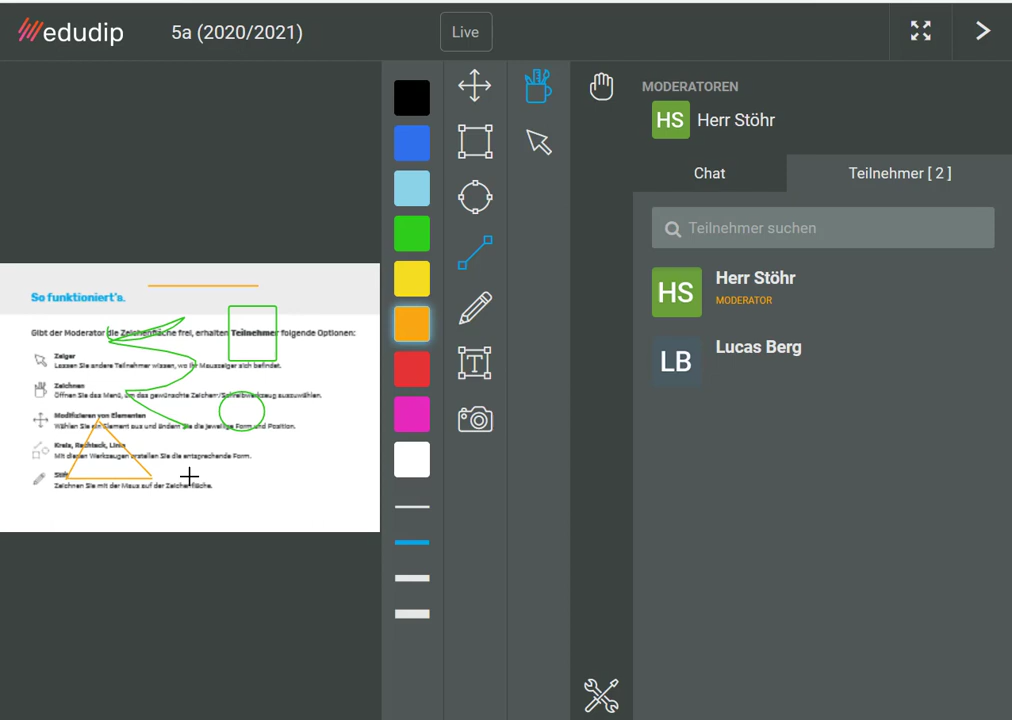 edudip
5a (2020/2021)
Live
MODERATOREN
HS Herr Stöhr
Chat
Teilnehmer [ 2 ]
Teilnehmer suchen
HS
Herr Stöhr
MODERATOR
LB
Lucas Berg
So funktioniert's.
Gibt der Moderator die Zeichenfläche frei, erhalten Teilnehmer folgende Optionen:
Zeiger
Lassen Sie andere Teilnehmer wissen, wo Ihr Mauszeiger sich befindet.
Zeichnen
Öffnen Sie das Menü, um das gewünschte Zeichen-/Schreibwerkzeug auszuwählen.
Modifizieren von Elementen
Wählen Sie ein Element aus und ändern Sie die jeweilige Form und Position.
Kreis, Rechteck, Linie
Mit diesen Werkzeugen erstellen Sie die entsprechende Form.
Zeichnen Sie mit der Maus auf der Zeichenfläche.
T